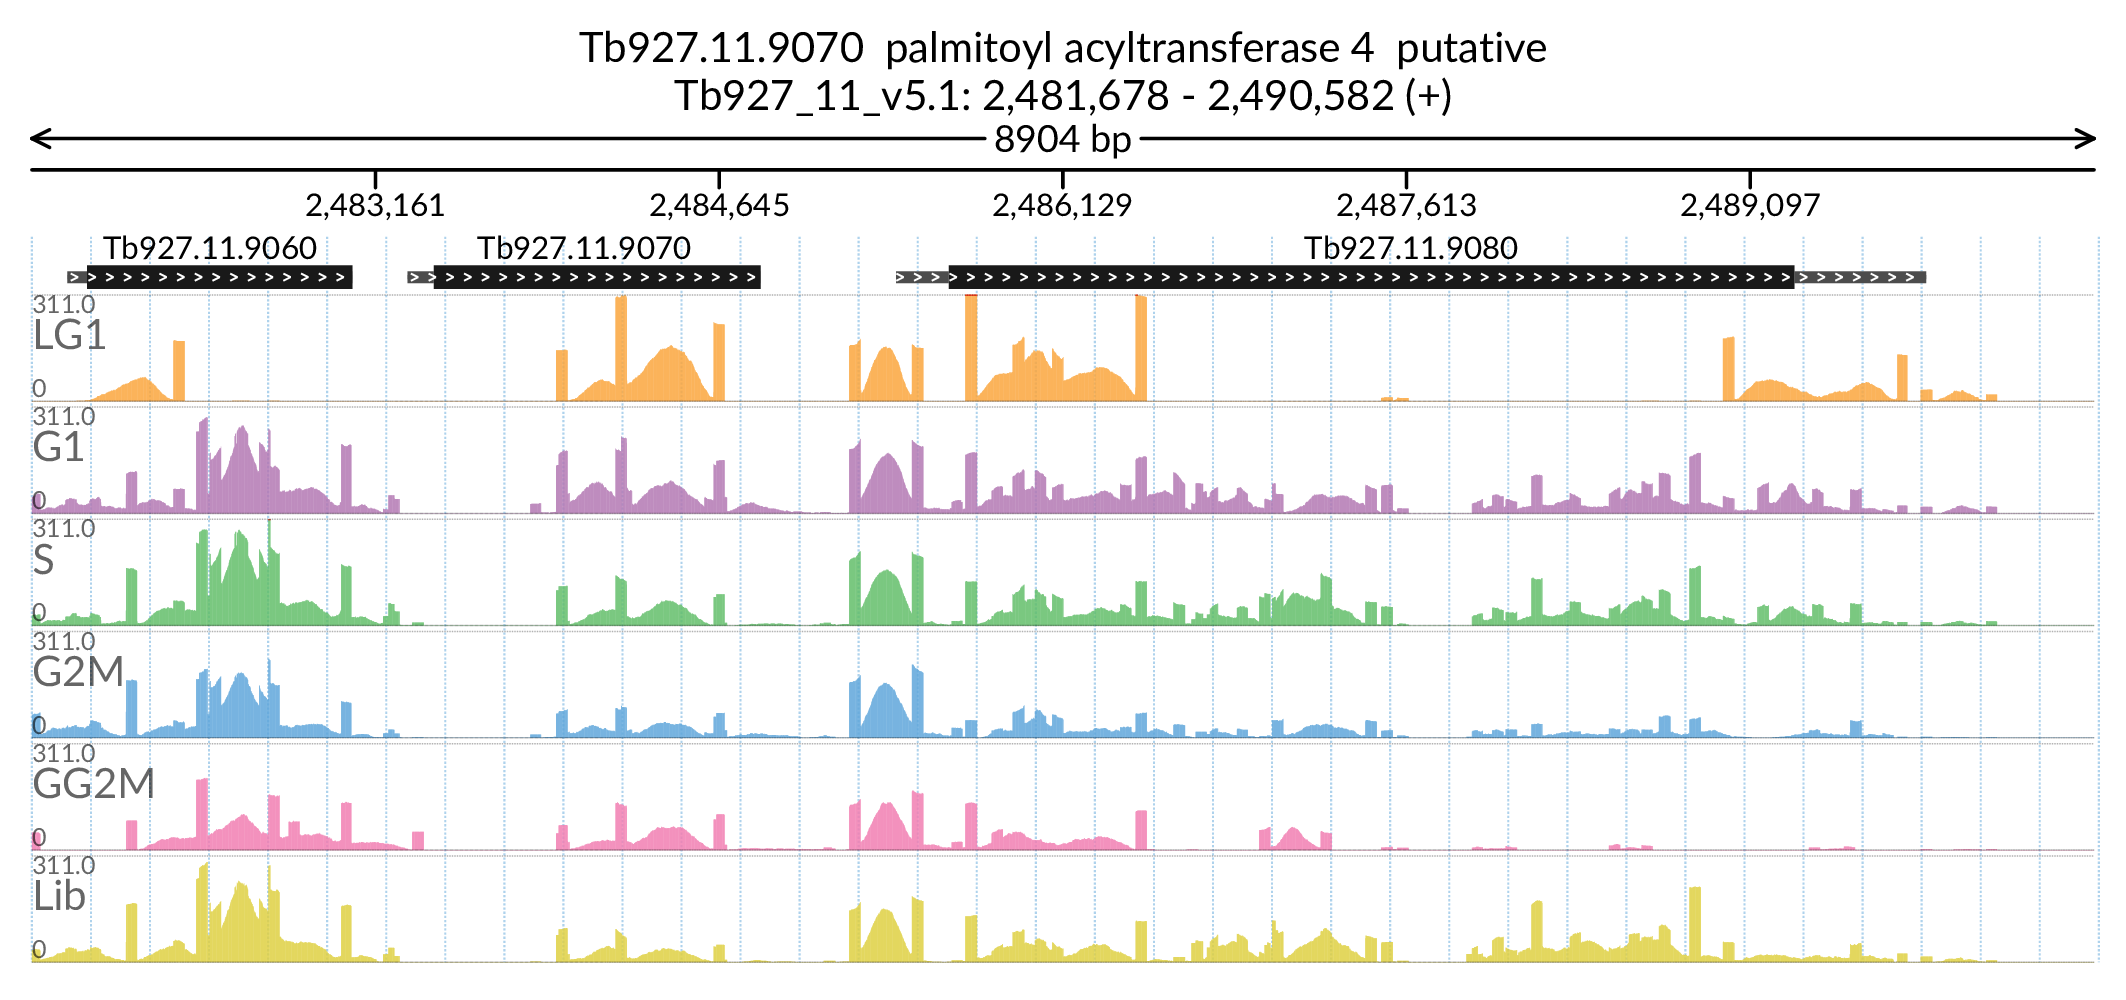 Tb927.11.9070 palmitoyl acyltransferase 4 putative
Tb927_11_v5.1: 2,481,678 - 2,490,582 (+)
8904 bp
2,483,161 2,484,645 2,486,129 2,487,613 2,489,097
Tb927.11.9060 Tb927.11.9070 Tb927.11.9080
311.0
LG1
0
311.0
G1
0
311.0
S
0
311.0
G2M
0
311.0
GG2M
0
311.0
Lib
0